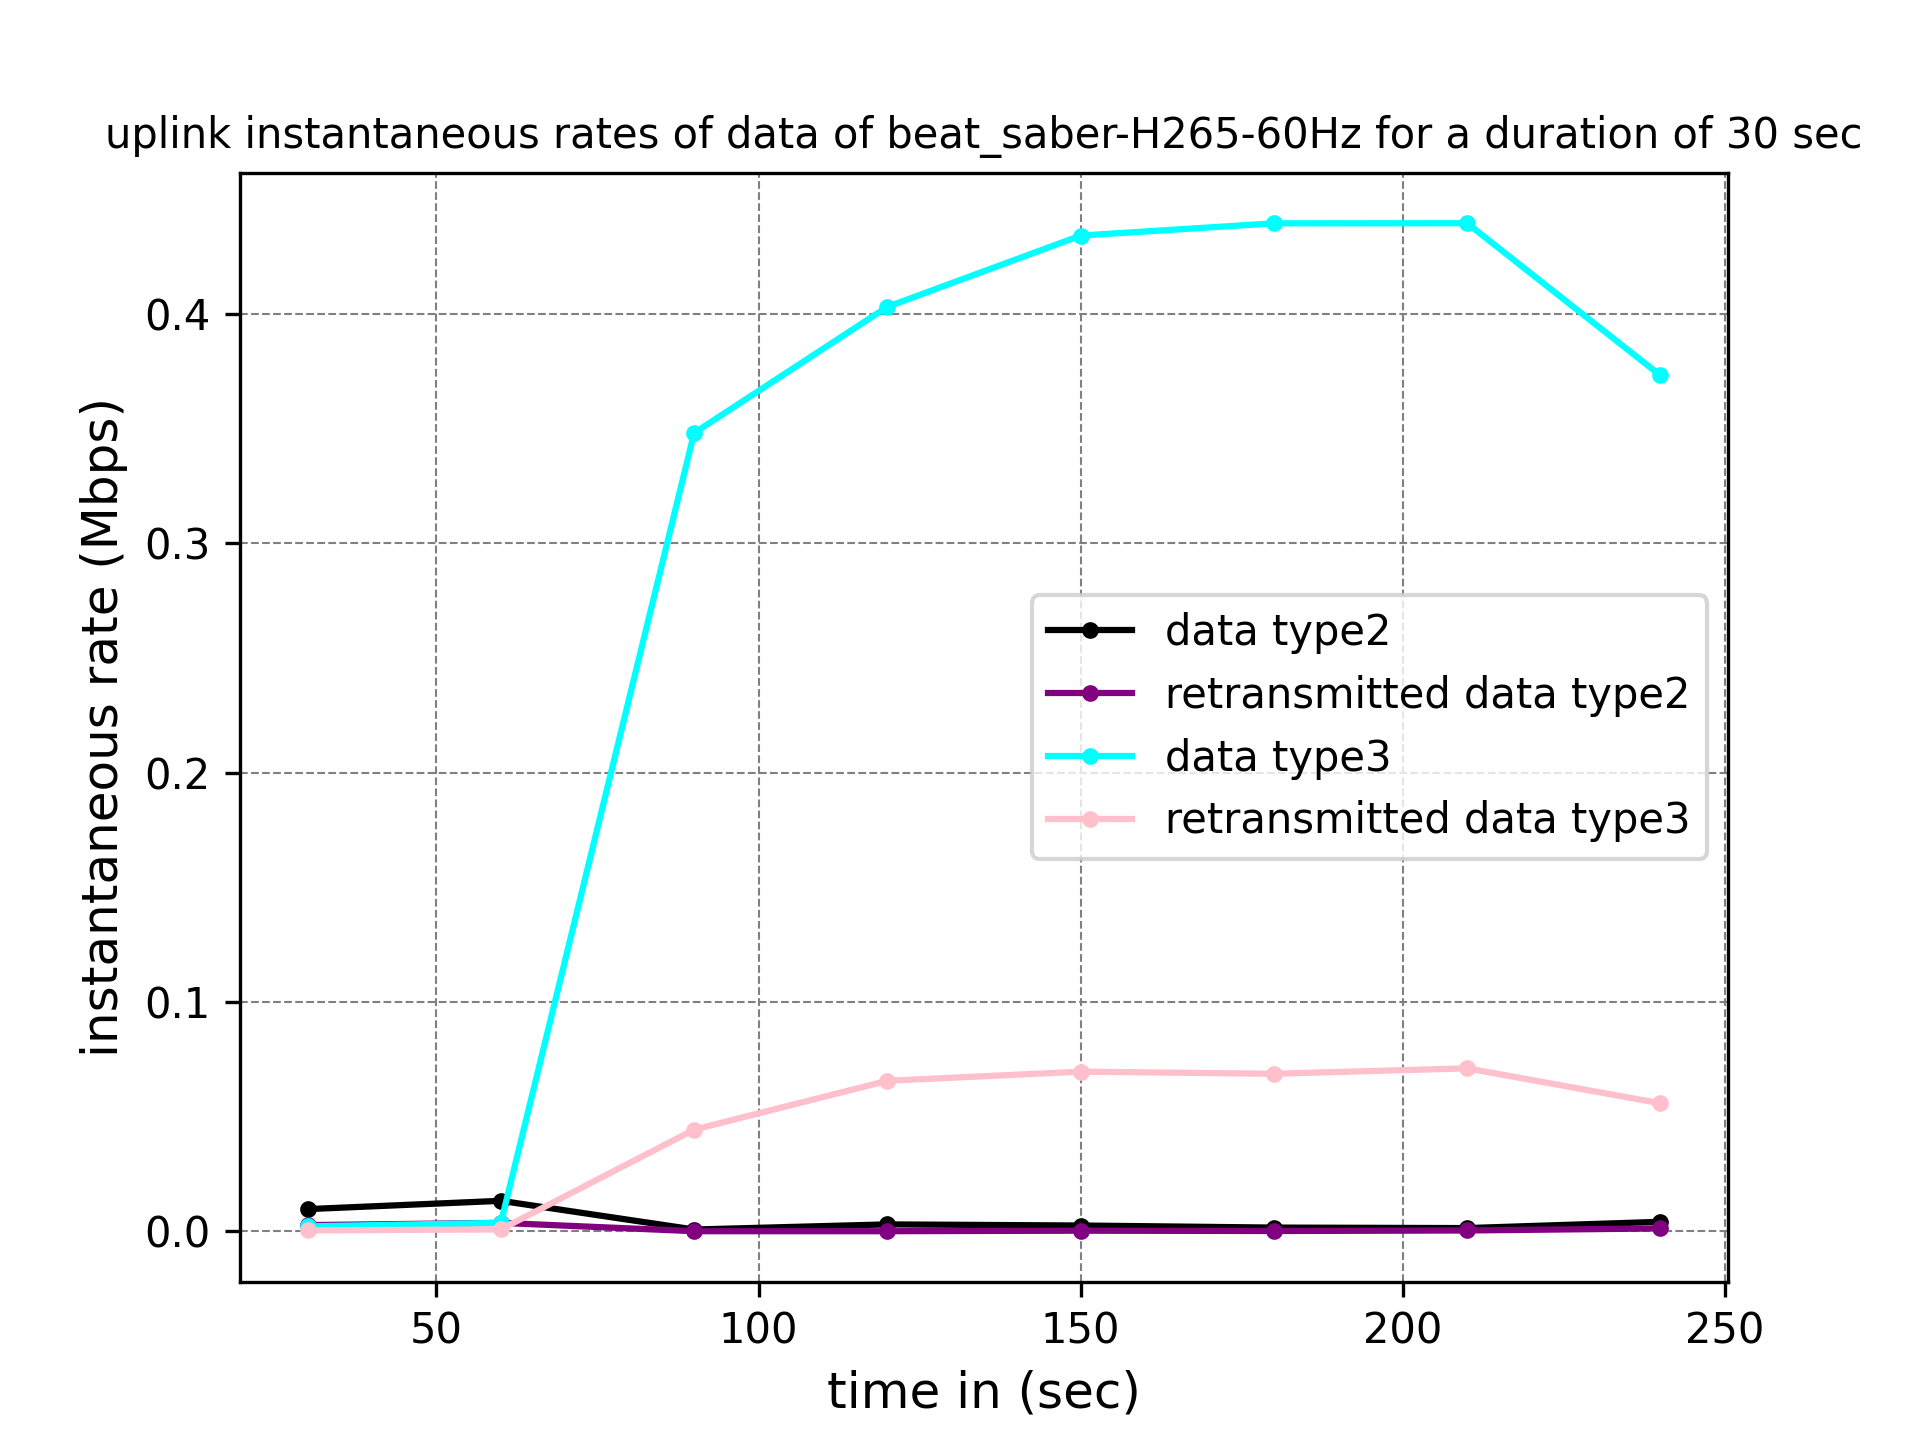 uplink instantaneous rates of data of beat_saber-H265-60Hz for a duration of 30 sec
instantaneous rate (Mbps)
0.4
0.3
0.2
0.1
0.0
data type2
retransmitted data type2
data type3
retransmitted data type3
50 100 150 200 250
time in (sec)